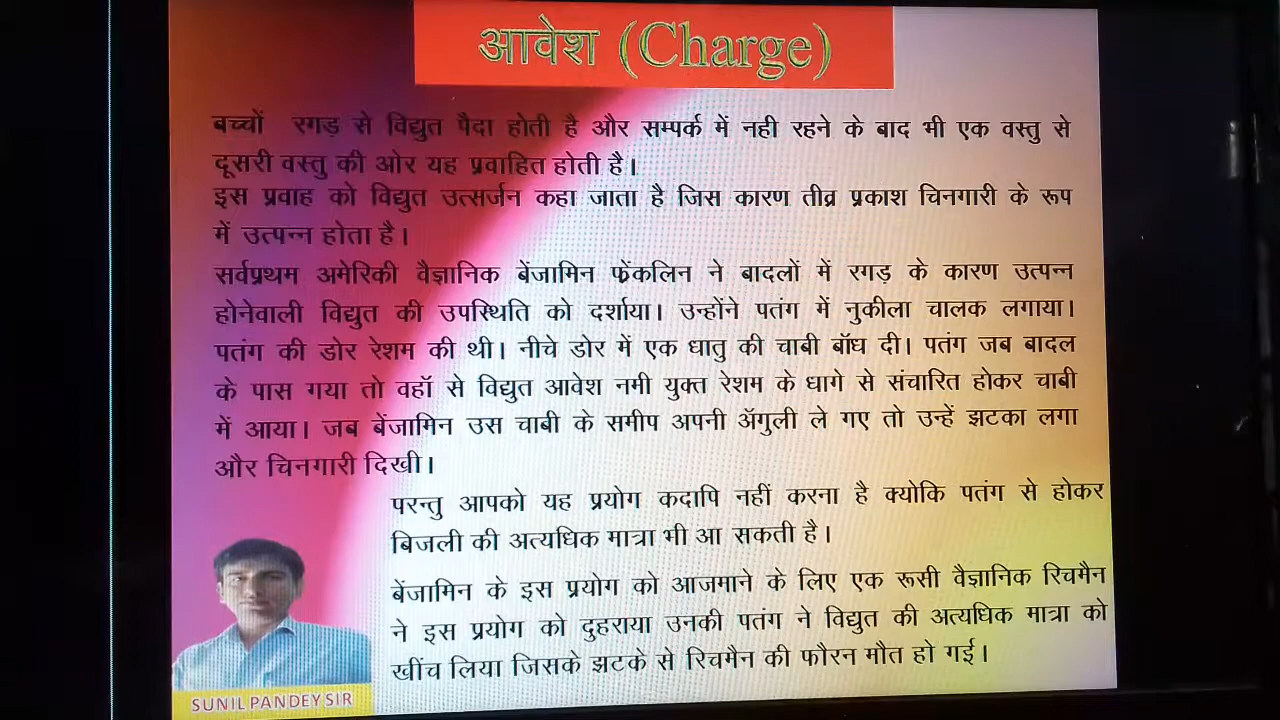 आवेश (Charge)
बच्चों रगड़ से विद्युत पैदा होती है और सम्पर्क में नही रहने के बाद भी एक वस्तु से
दूसरी वस्तु की ओर यह प्रवाहित होती है।
इस प्रवाह को विद्युत उत्सर्जन कहा जाता है जिस कारण तीव्र प्रकाश चिनगारी के रूप
में उत्पन्न होता है।
सर्वप्रथम अमेरिकी वैज्ञानिक बेंजामिन फ्रेंकलिन ने बादलों में रगड़ के कारण उत्पन्न
होनेवाली विद्युत की उपस्थिति को दर्शाया। उन्होंने पतंग में नुकीला चालक लगाया।
पतंग की डोर रेशम की थी। नीचे डोर में एक धातु की चाबी बॉध दी। पतंग जब बादल
के पास गया तो वहॉ से विद्युत आवेश नमी युक्त रेशम के धागे से संचारित होकर चाबी
में आया। जब बेंजामिन उस चाबी के समीप अपनी ॲगुली ले गए तो उन्हें झटका लगा
और चिनगारी दिखी।
परन्तु आपको यह प्रयोग कदापि नहीं करना है क्योकि पतंग से होकर
बिजली की अत्यधिक मात्रा भी आ सकती है।
बेंजामिन के इस प्रयोग को आजमाने के लिए एक रूसी वैज्ञानिक रिचमैन
ने इस प्रयोग को दुहराया उनकी पतंग ने विद्युत की अत्यधिक मात्रा को
खींच लिया जिसके झटके से रिचमैन की फौरन मौत हो गई।
SUNIL PANDEY SIR